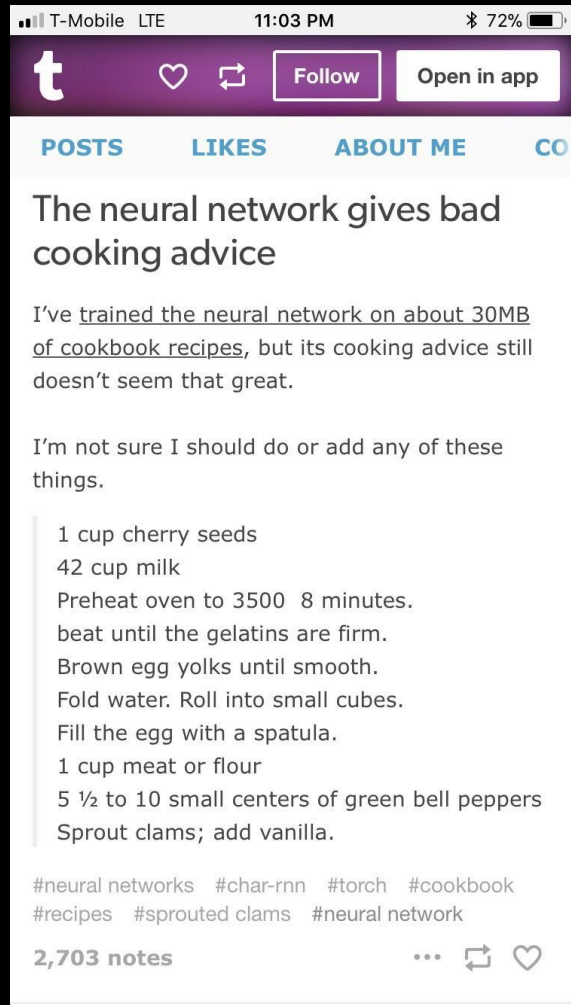 T-Mobile LTE 11:03 PM 72%
t Follow Open in app
POSTS LIKES ABOUT ME CO
The neural network gives bad
cooking advice
I’ve trained the neural network on about 30MB
of cookbook recipes, but its cooking advice still
doesn’t seem that great.
I’m not sure I should do or add any of these
things.
1 cup cherry seeds
42 cup milk
Preheat oven to 3500  8 minutes.
beat until the gelatins are firm.
Brown egg yolks until smooth.
Fold water. Roll into small cubes.
Fill the egg with a spatula.
1 cup meat or flour
5 ½ to 10 small centers of green bell peppers
Sprout clams; add vanilla.
#neural networks #char-rnn #torch #cookbook
#recipes #sprouted clams #neural network
2,703 notes